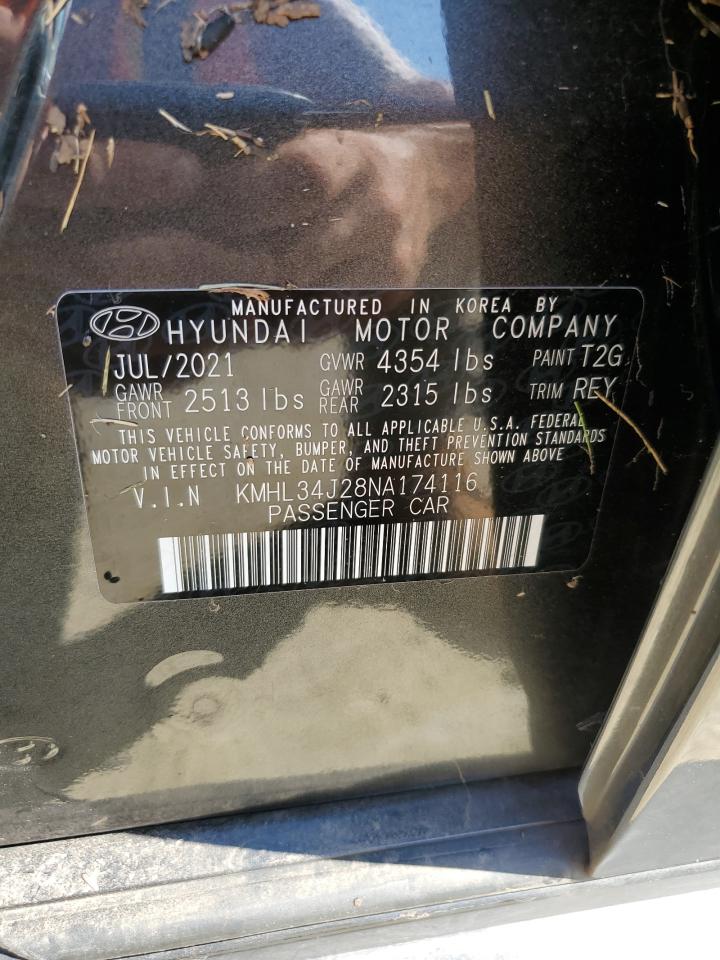 MANUFACTURED IN KOREA BY
HYUNDAI MOTOR COMPANY
JUL/2021 GVWR 4354 lbs PAINT T2G
GAWR FRONT 2513 lbs GAWR REAR 2315 lbs TRIM REY
THIS VEHICLE CONFORMS TO ALL APPLICABLE U.S.A. FEDERAL
MOTOR VEHICLE SAFETY, BUMPER, AND THEFT PREVENTION STANDARDS
IN EFFECT ON THE DATE OF MANUFACTURE SHOWN ABOVE
V.I.N KMHL34J28NA174116
PASSENGER CAR